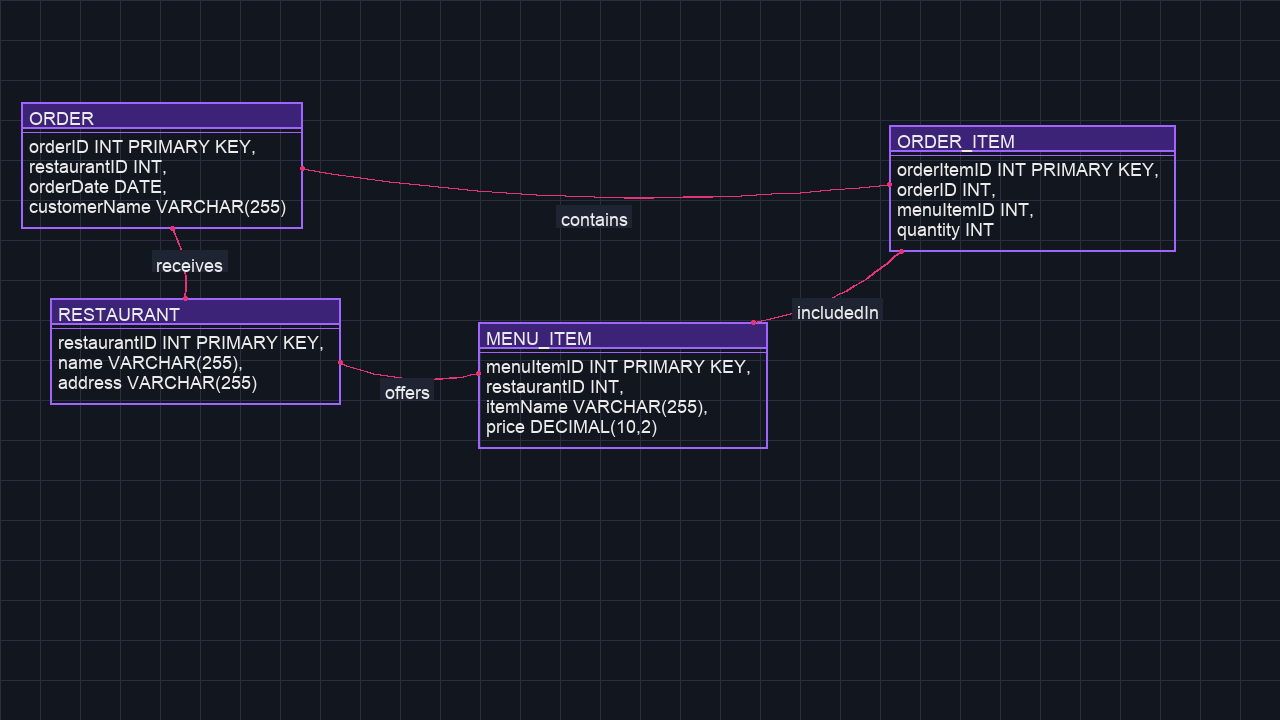 ORDER
orderID INT PRIMARY KEY,
restaurantID INT,
orderDate DATE,
customerName VARCHAR(255)
ORDER_ITEM
orderItemID INT PRIMARY KEY,
orderID INT,
menuItemID INT,
quantity INT
contains
receives
RESTAURANT
restaurantID INT PRIMARY KEY,
name VARCHAR(255),
address VARCHAR(255)
includedIn
MENU_ITEM
menuItemID INT PRIMARY KEY,
restaurantID INT,
itemName VARCHAR(255),
price DECIMAL(10,2)
offers